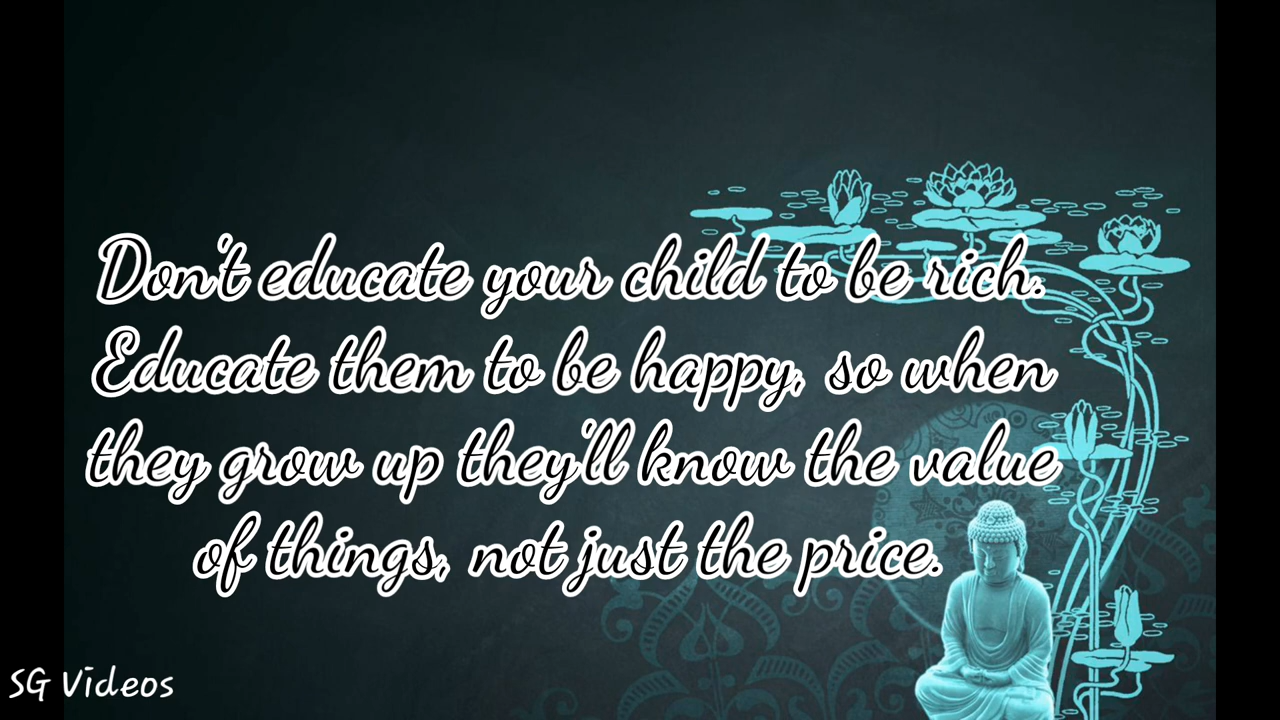 Don't educate your child to be rich.
Educate them to be happy, so when
they grow up they'll know the value
of things, not just the price.
SG Videos